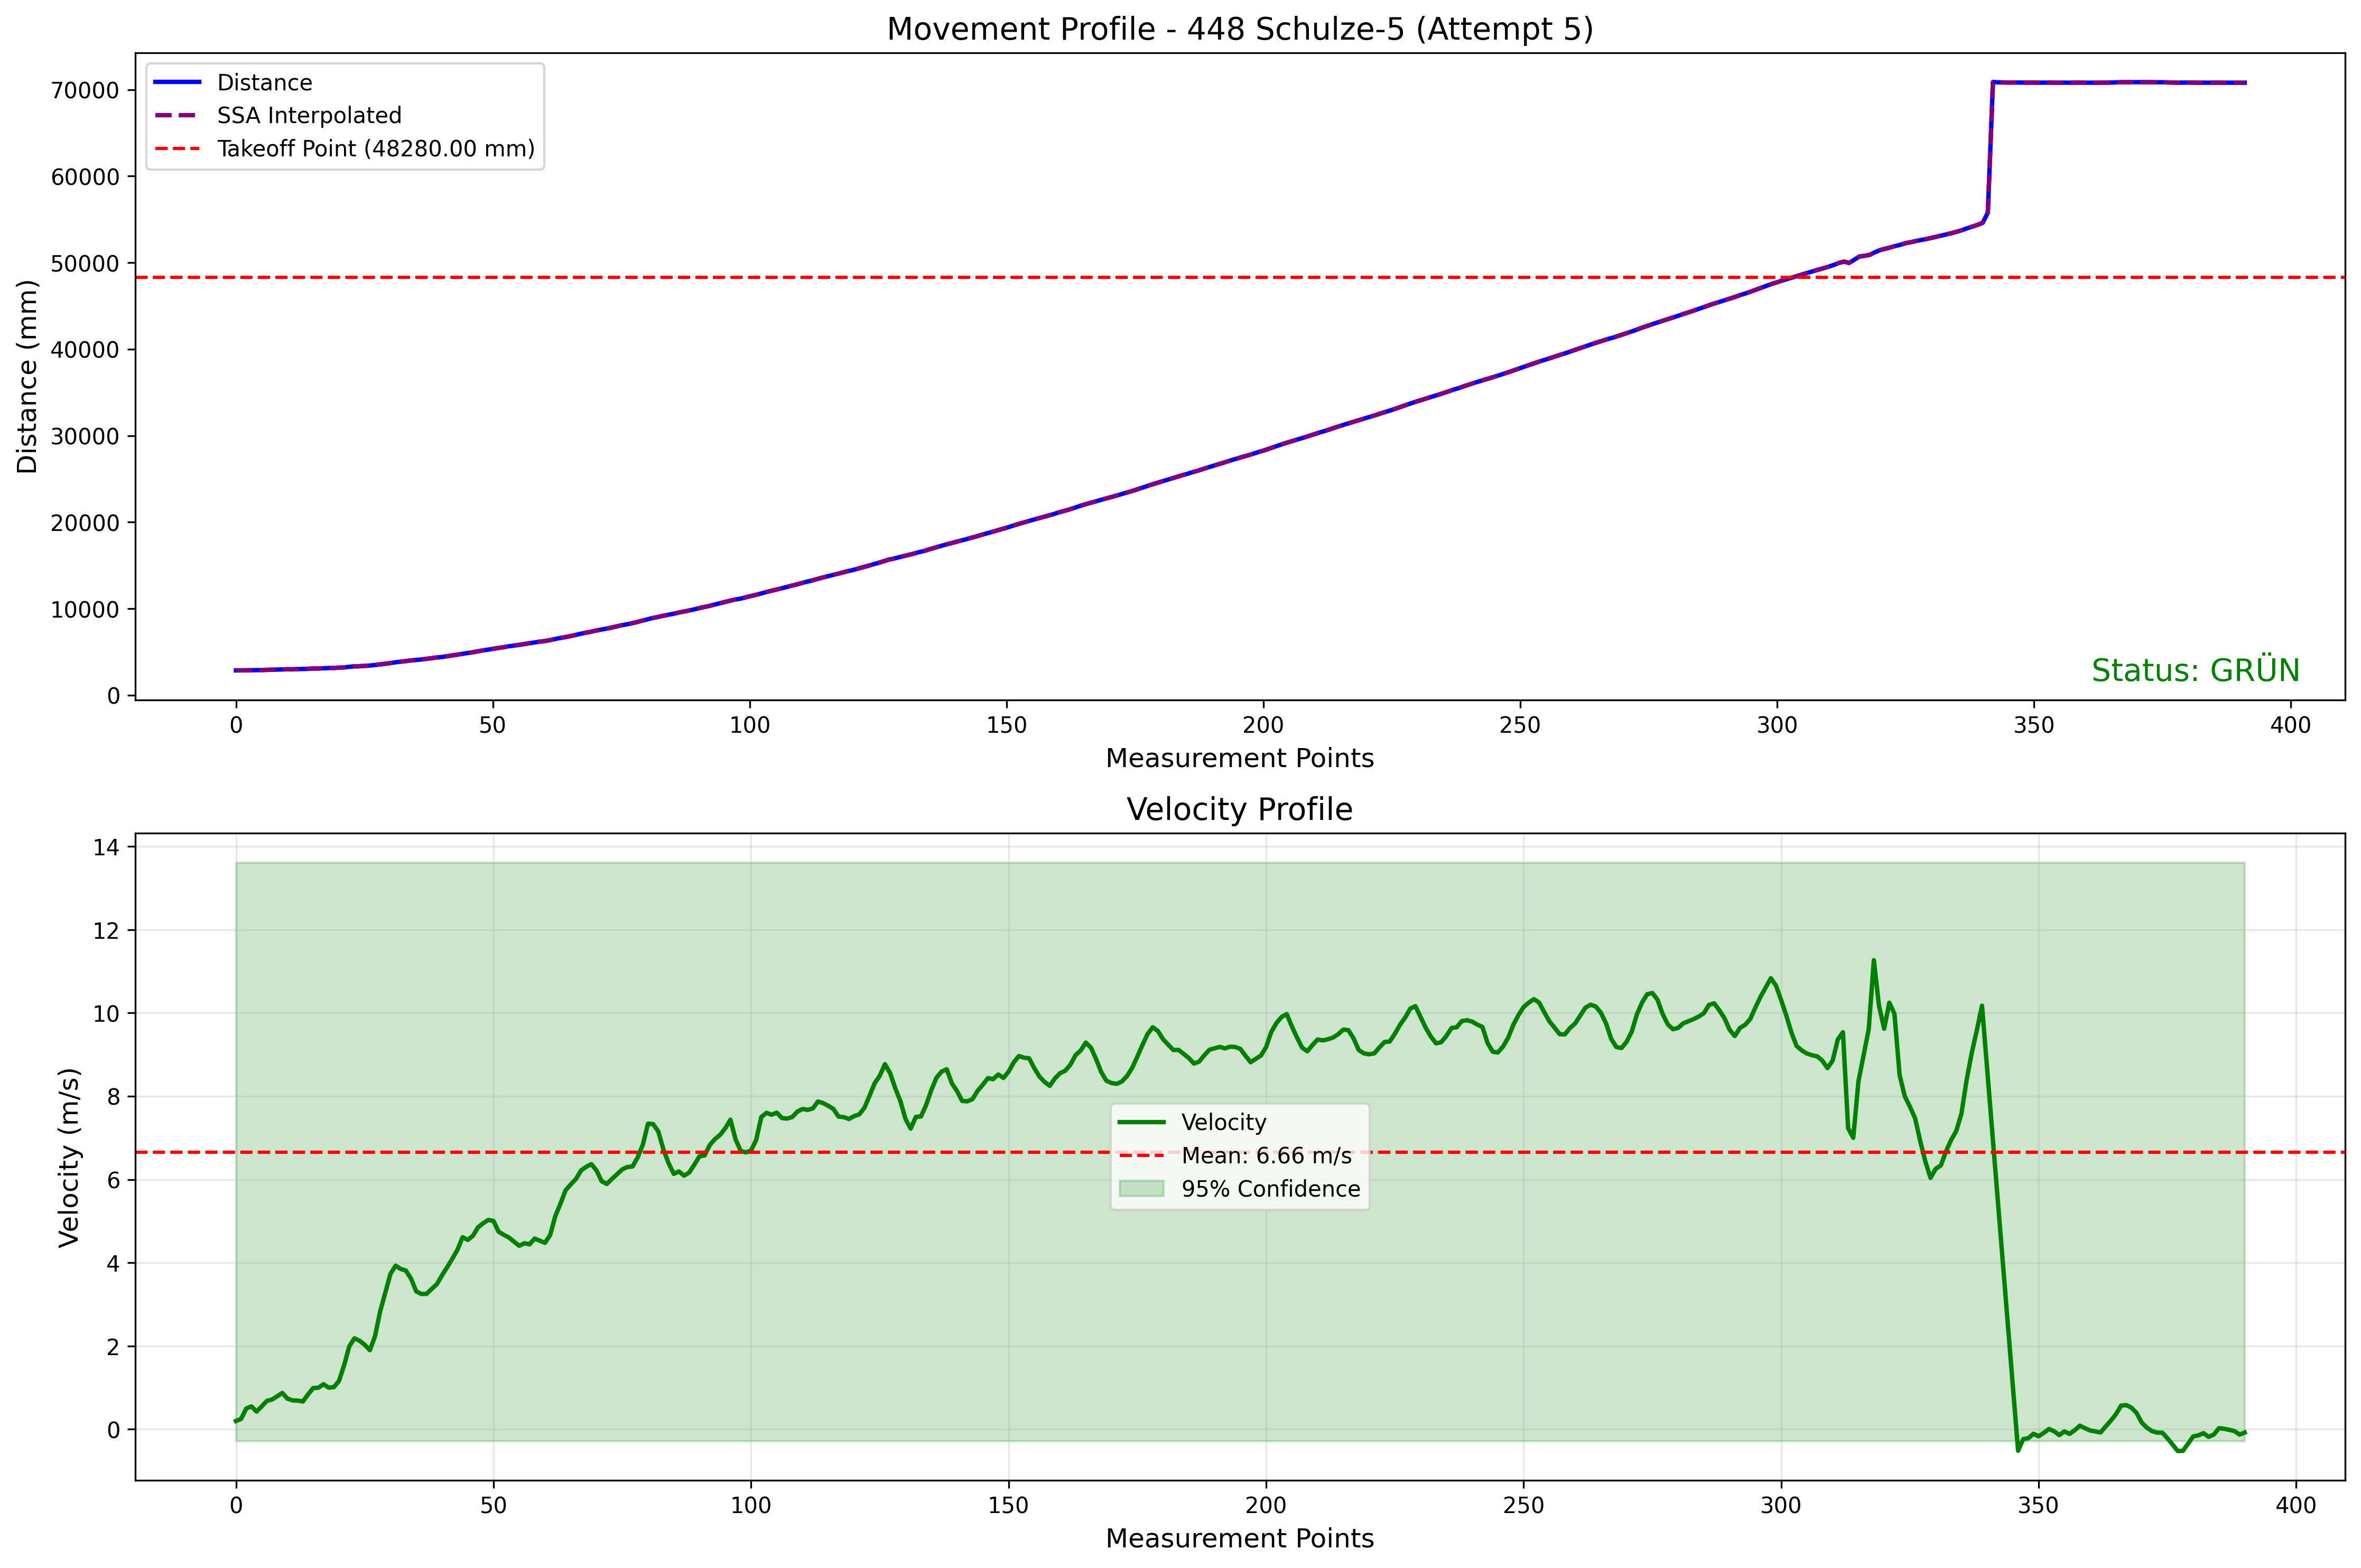 Movement Profile - 448 Schulze-5 (Attempt 5)
Distance
SSA Interpolated
Takeoff Point (48280.00 mm)
70000
60000
50000
40000
30000
20000
10000
0
Distance (mm)
Status: GRÜN
0 50 100 150 200 250 300 350 400
Measurement Points
Velocity Profile
14
12
10
8
6
4
2
0
Velocity (m/s)
Velocity
Mean: 6.66 m/s
95% Confidence
0 50 100 150 200 250 300 350 400
Measurement Points